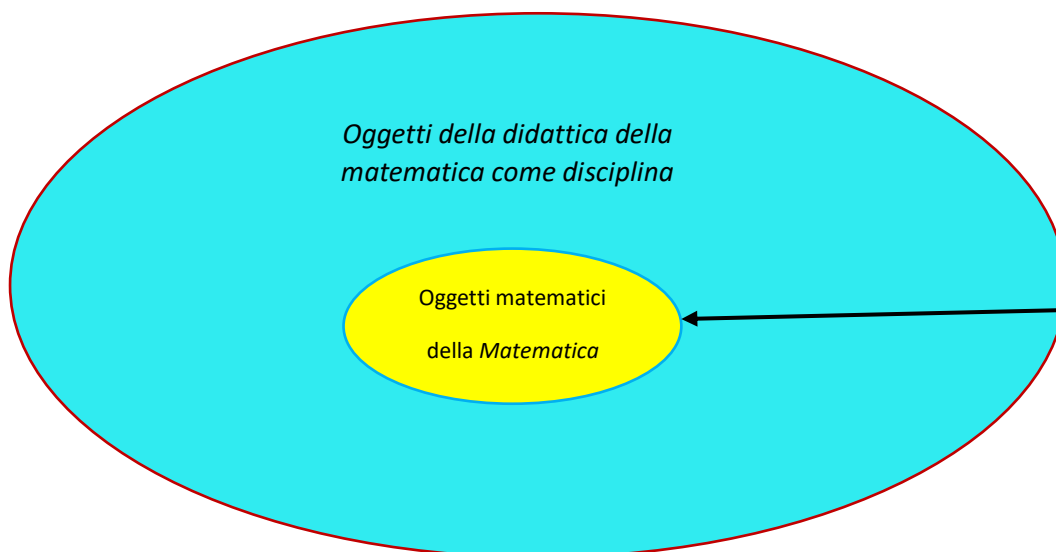 Oggetti della didattica della
matematica come disciplina
Oggetti matematici
della Matematica